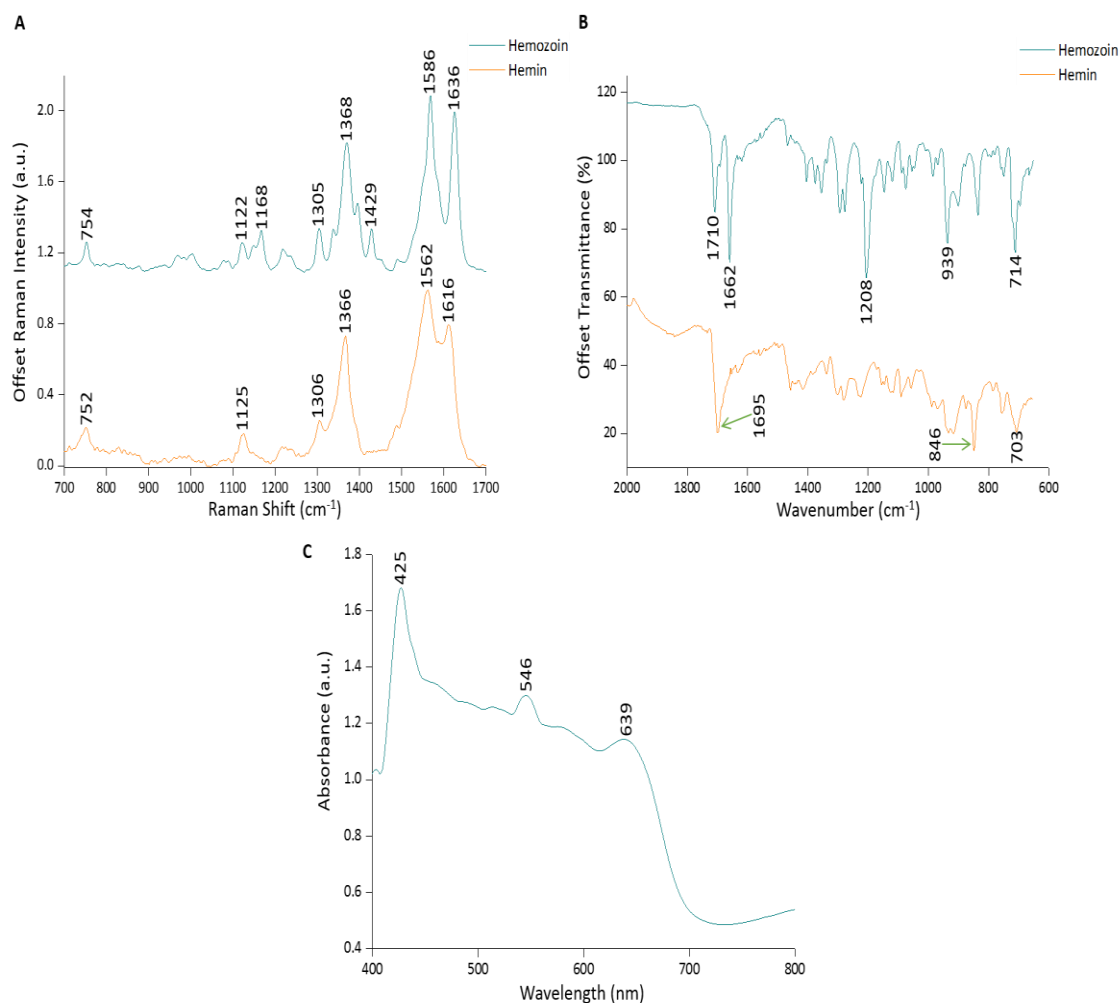 A
Hemozoin
Hemin
Offset Raman Intensity (a.u.)
2.0
1.6
1.2
0.8
0.4
0.0
754
1122
1168
1305
1368
1429
1586
1636
752
1125
1306
1366
1562
1616
700 800 900 1000 1100 1200 1300 1400 1500 1600 1700
Raman Shift (cm-1)
B
Hemozoin
Hemin
Offset Transmittance (%)
120
100
80
60
40
20
1710
1662
1208
939
714
1695
846
703
2000 1800 1600 1400 1200 1000 800 600
Wavenumber (cm-1)
C
Absorbance (a.u.)
1.8
1.6
1.4
1.2
1.0
0.8
0.6
0.4
425
546
639
400 500 600 700 800
Wavelength (nm)